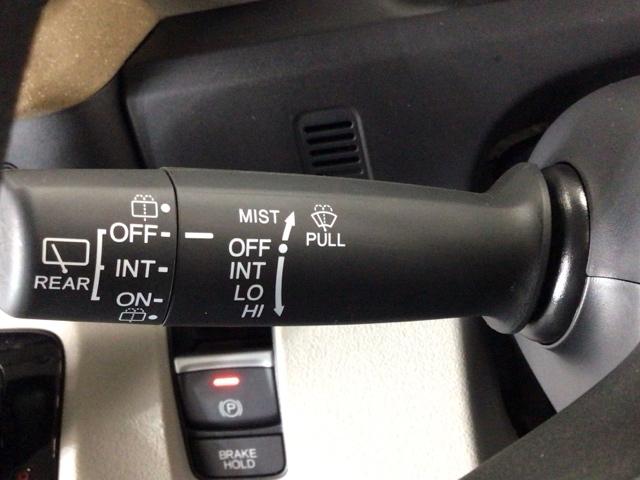 OFF
REAR
INT
ON
MIST
OFF
INT
LO
HI
PULL
P
BRAKE
HOLD